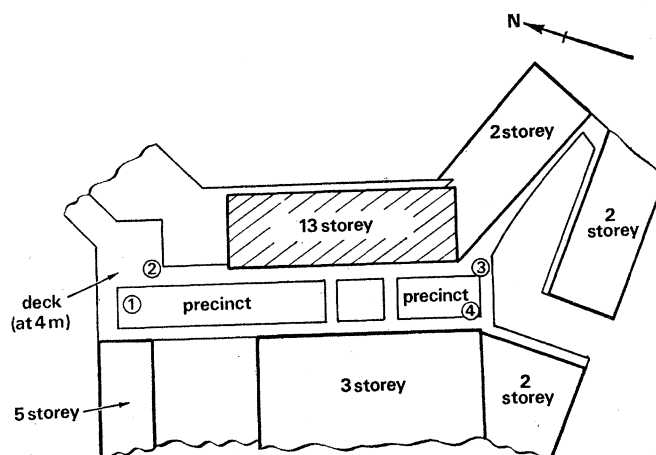 N
2 storey
13 storey
2
storey
②
③
deck
(at 4 m)
①
precinct
precinct
④
3 storey
2
storey
5 storey